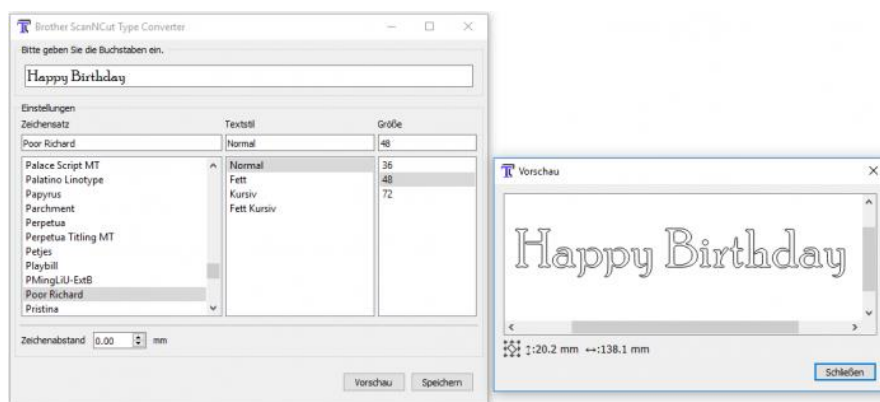 Brother ScanNCut Type Converter
Bitte geben Sie die Buchstaben ein.
Happy Birthday
Einstellungen
Zeichensatz Textstil Größe
Poor Richard Normal 48
Palace Script MT Normal 36
Palatino Linotype Fett 48
Papyrus Kursiv 72
Parchment Fett Kursiv
Perpetua
Perpetua Titling MT
Petjes
Playbill
PMingLiU-ExtB
Poor Richard
Pristina
Zeichenabstand 0.00 mm
Vorschau Speichern
Vorschau
Happy Birthday
↕:20.2 mm ↔:138.1 mm
Schließen